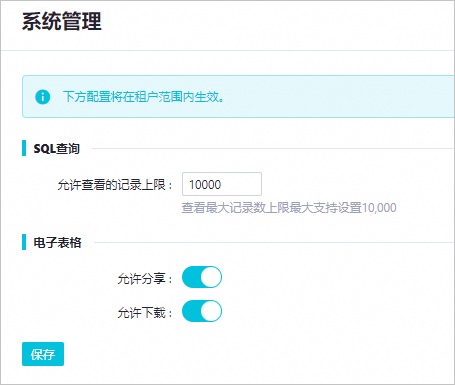 系统管理
下方配置将在租户范围内生效。
SQL查询
允许查看的记录上限： 10000
查看最大记录数上限最大支持设置10,000
电子表格
允许分享：
允许下载：
保存